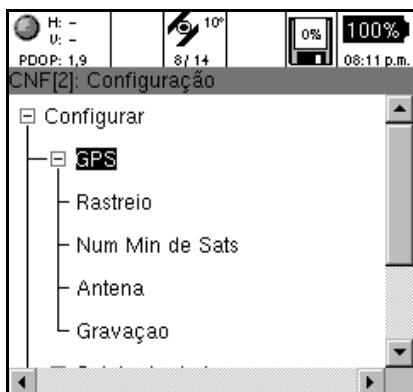 H: -
V: -
PDOP: 1,9
10°
8/ 14
0%
100%
08:11 p.m.
CNF[2]: Configuração
Configurar
GPS
Rastreio
Num Min de Sats
Antena
Gravaçao